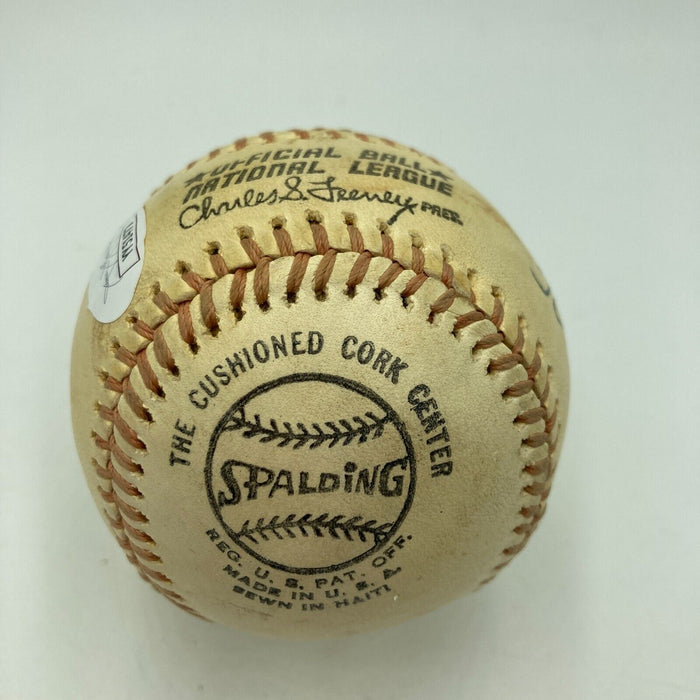 ★OFFICIAL BALL★
NATIONAL LEAGUE
Charles S. Feeney PRES.
THE CUSHIONED CORK CENTER
SPALDING
REG. U. S. PAT. OFF.
MADE IN U. S. A.
SEWN IN HAITI